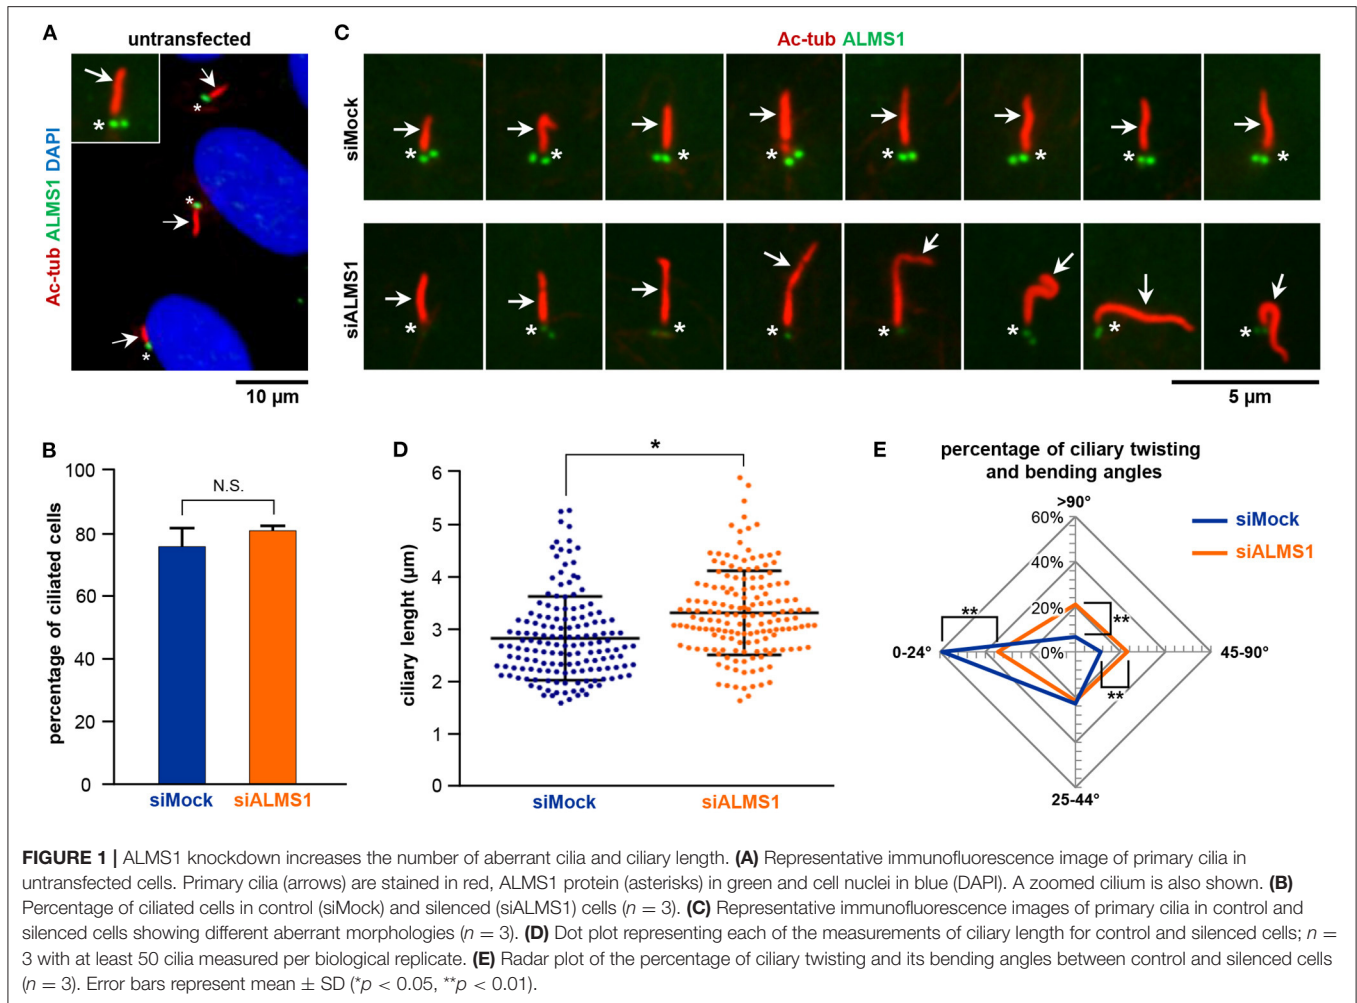 A
untransfected
Ac-tub ALMS1 DAPI
*
*
*
*
10 µm
C
Ac-tub ALMS1
siMock
* * * * * * * *
siALMS1
* * * * * * * *
5 µm
B
percentage of ciliated cells
100
80
60
40
20
0
N.S.
siMock
siALMS1
D
ciliary lenght (µm)
6
5
4
3
2
1
0
*
siMock
siALMS1
E
percentage of ciliary twisting
and bending angles
>90°
60%
40%
20%
0%
0-24°
45-90°
25-44°
**
**
**
siMock
siALMS1
FIGURE 1 | ALMS1 knockdown increases the number of aberrant cilia and ciliary length. (A) Representative immunofluorescence image of primary cilia in
untransfected cells. Primary cilia (arrows) are stained in red, ALMS1 protein (asterisks) in green and cell nuclei in blue (DAPI). A zoomed cilium is also shown. (B)
Percentage of ciliated cells in control (siMock) and silenced (siALMS1) cells (n = 3). (C) Representative immunofluorescence images of primary cilia in control and
silenced cells showing different aberrant morphologies (n = 3). (D) Dot plot representing each of the measurements of ciliary length for control and silenced cells; n =
3 with at least 50 cilia measured per biological replicate. (E) Radar plot of the percentage of ciliary twisting and its bending angles between control and silenced cells
(n = 3). Error bars represent mean ± SD (*p < 0.05, **p < 0.01).